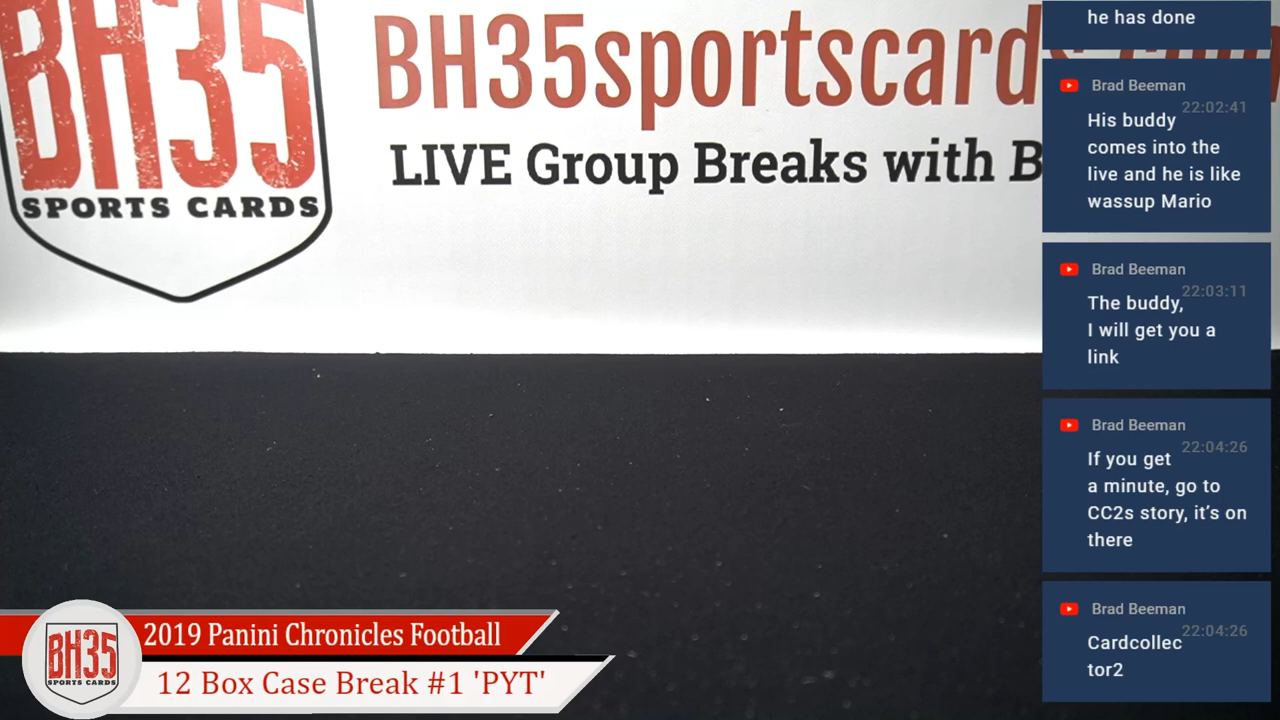 BH35
SPORTS CARDS
BH35sportscard
LIVE Group Breaks with B
he has done
Brad Beeman
22:02:41
His buddy
comes into the
live and he is like
wassup Mario
Brad Beeman
22:03:11
The buddy,
I will get you a
link
Brad Beeman
22:04:26
If you get
a minute, go to
CC2s story, it’s on
there
Brad Beeman
22:04:26
Cardcollec
tor2
BH35
SPORTS CARDS
2019 Panini Chronicles Football
12 Box Case Break #1 'PYT'